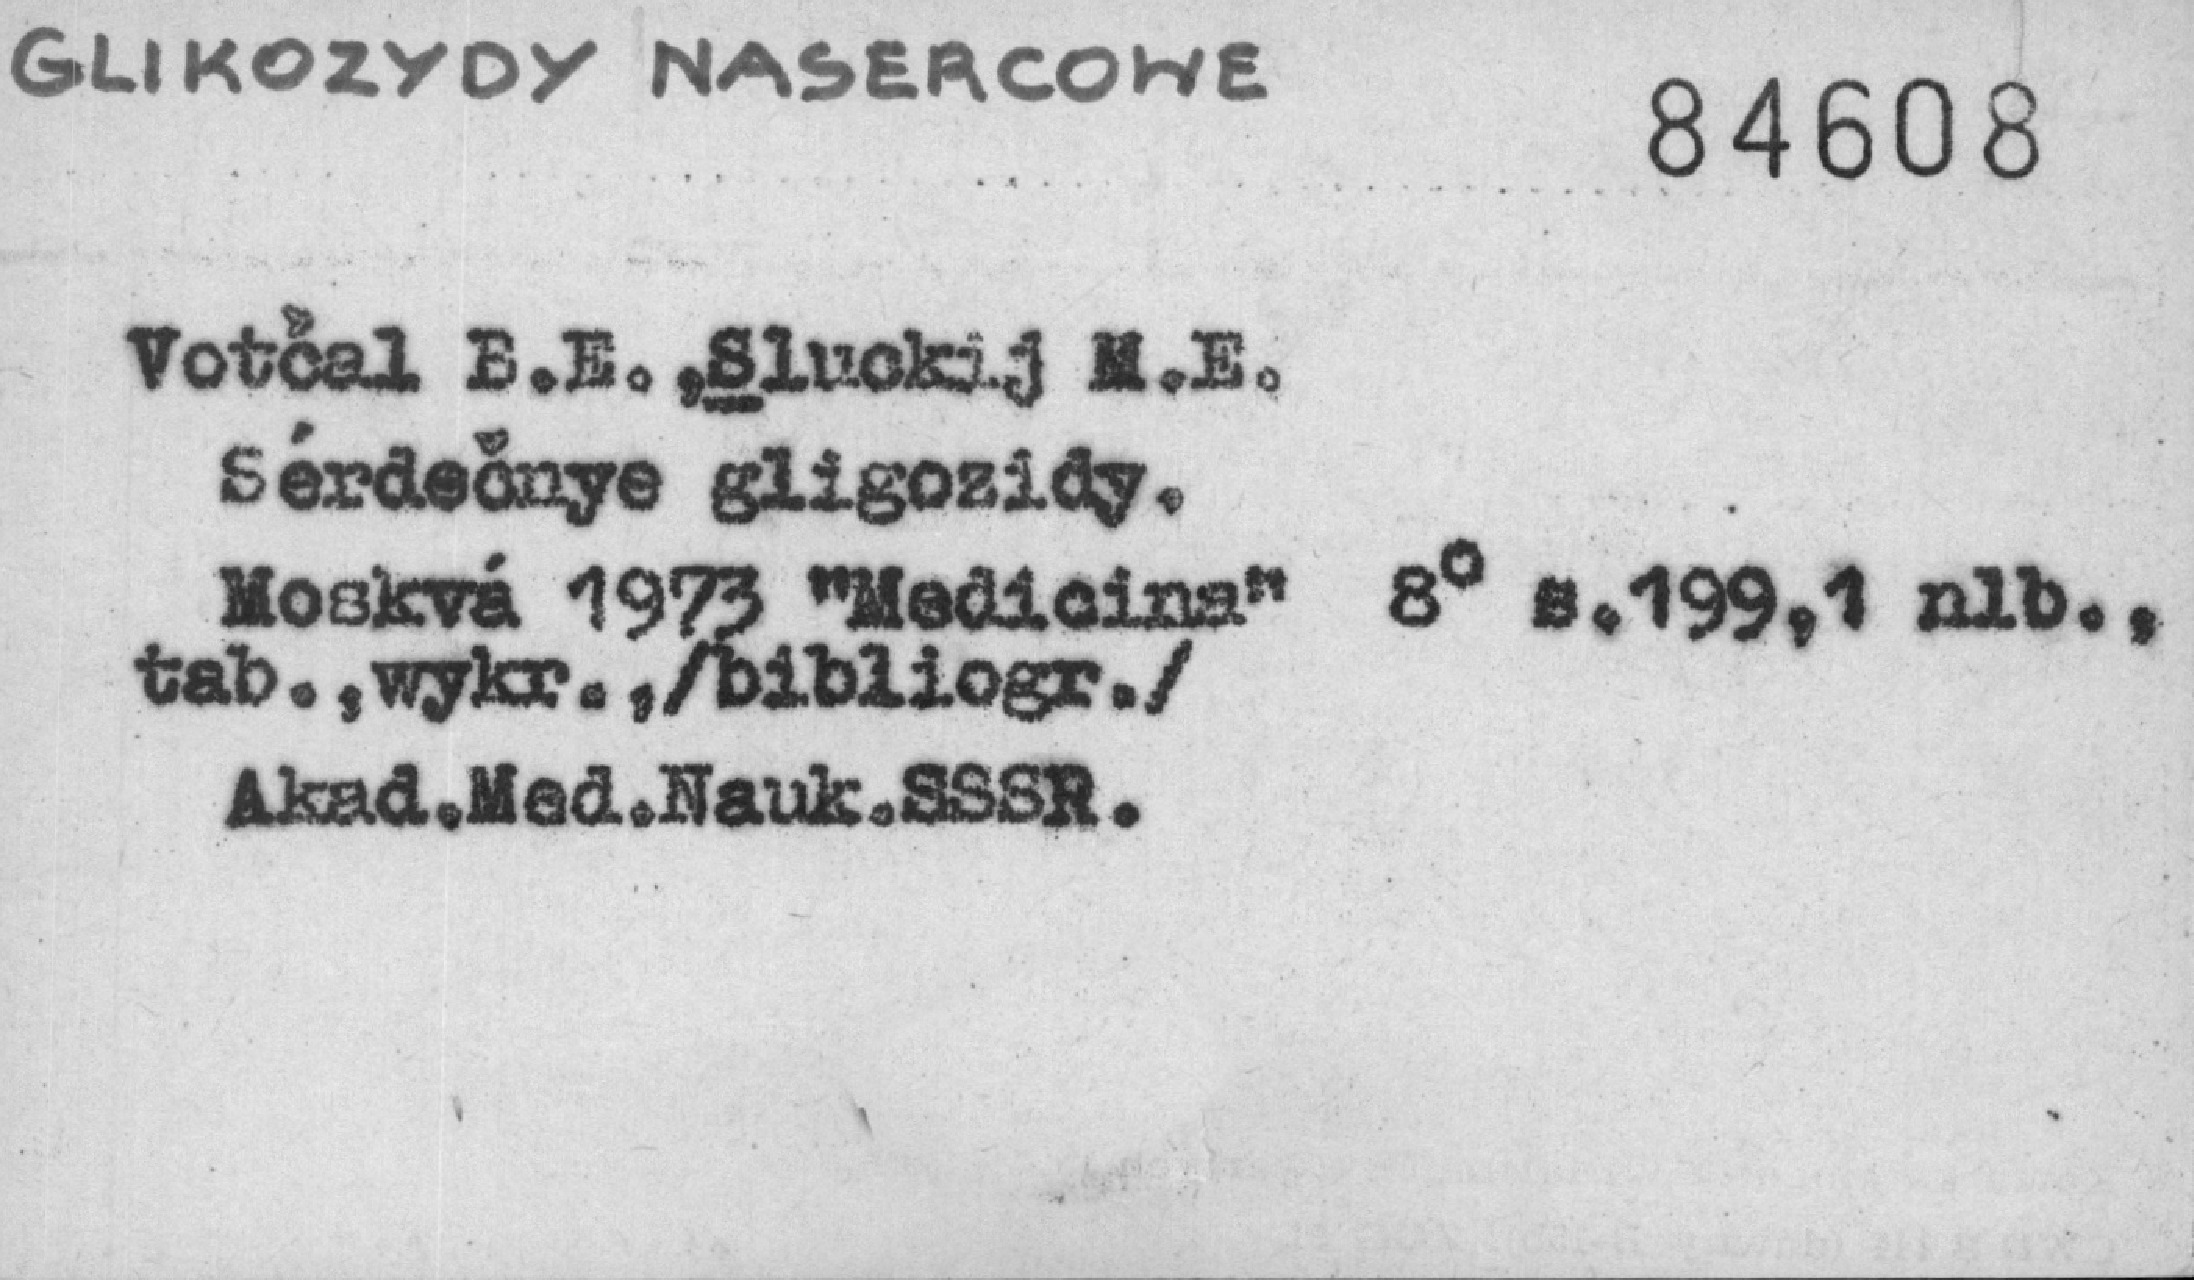 GLIKOZYDY NASERCOWE
84608
Votčal B.E.,Sluckij M.E.
Sérdečnye gligozidy.
Moskvá 1973 "Medicina" 8° s.199,1 nlb.,
tab.,wykr.,/bibliogr./
Akad.Med.Nauk.SSSR.